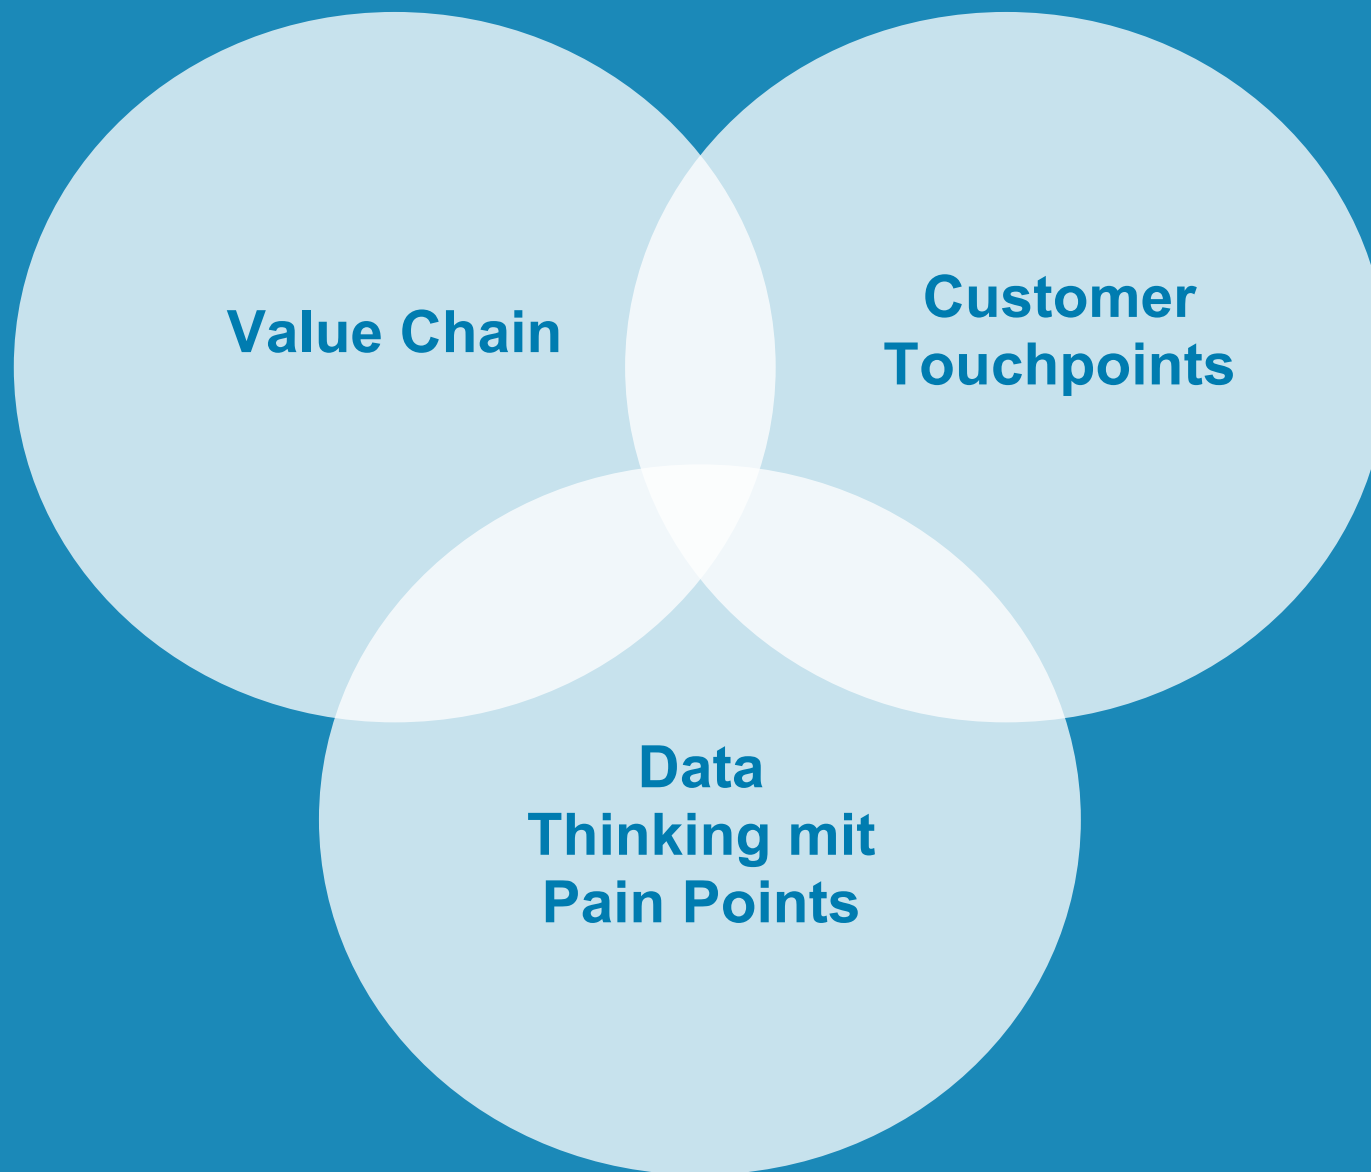 Value Chain
Customer
Touchpoints
Data
Thinking mit
Pain Points